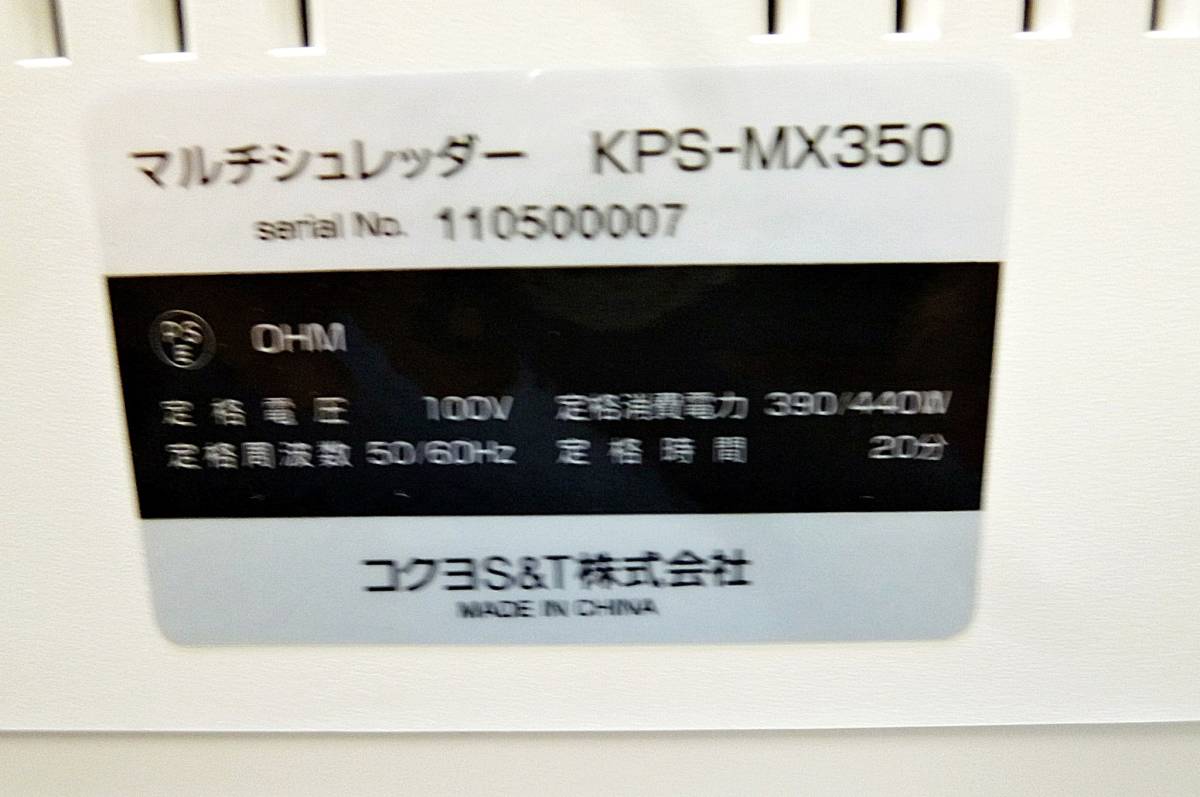 マルチシュレッダー KPS-MX350
serial No. 110500007
PSE OHM
定格電圧 100V 定格消費電力 390/440W
定格周波数 50/60Hz 定格時間 20分
コクヨS&T株式会社
MADE IN CHINA